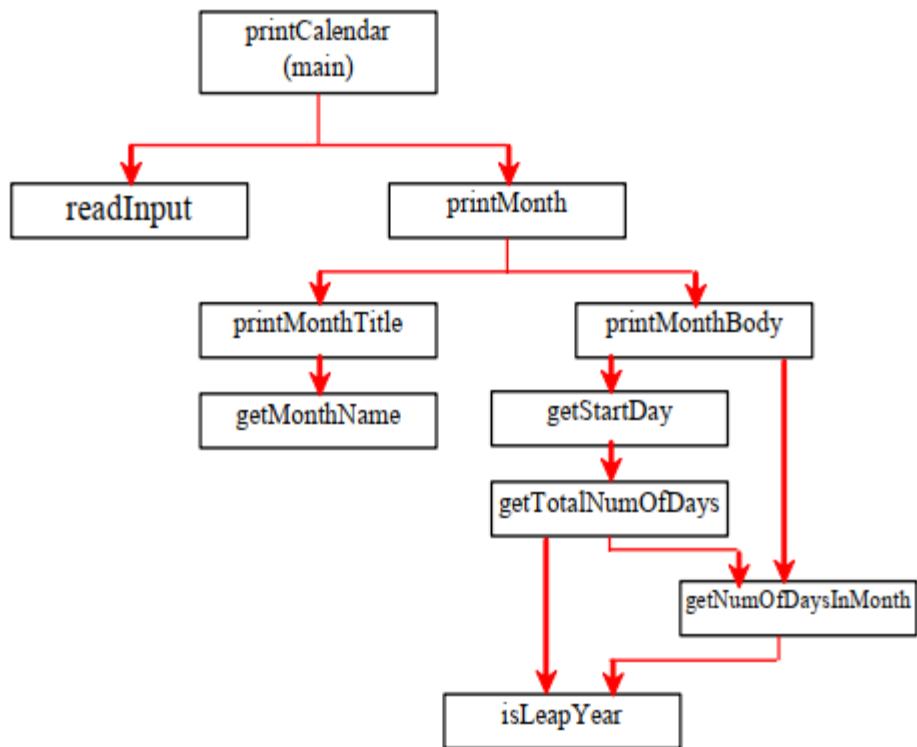 printCalendar
(main)
readInput
printMonth
printMonthTitle
printMonthBody
getMonthName
getStartDay
getTotalNumOfDays
getNumOfDaysInMonth
isLeapYear